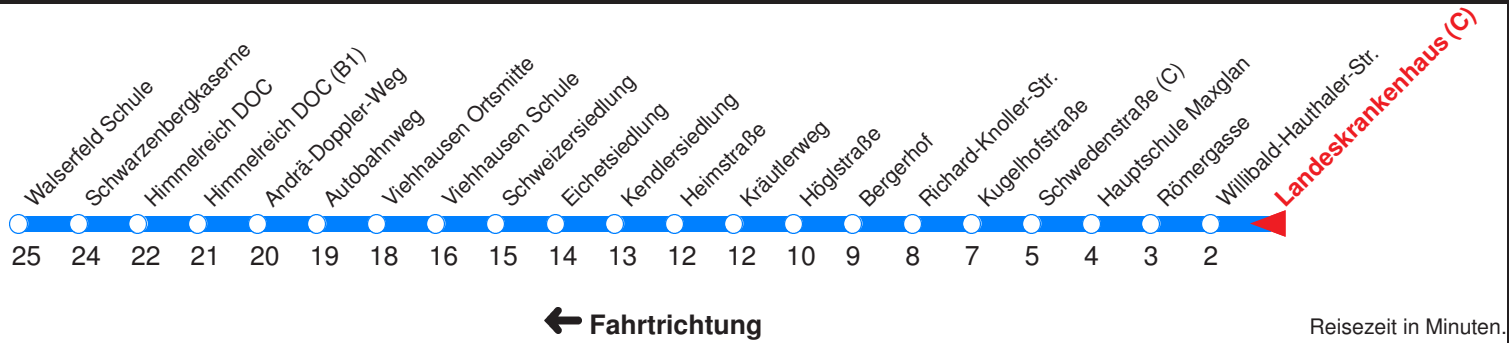 Walserfeld Schule
Schwarzenbergkaserne
Himmelreich DOC
Himmelreich DOC (B1)
Andrä-Doppler-Weg
Autobahnweg
Viehhausen Ortsmitte
Viehhausen Schule
Schweizersiedlung
Eichetsiedlung
Kendlersiedlung
Heimstraße
Kräutlerweg
Höglstraße
Bergerhof
Richard-Knoller-Str.
Kugelhofstraße
Schwedenstraße (C)
Hauptschule Maxglan
Römergasse
Willibald-Hauthaler-Str.
Landeskrankenhaus (C)
25 24 22 21 20 19 18 16 15 14 13 12 12 10 9 8 7 5 4 3 2
Fahrtrichtung
Reisezeit in Minuten.